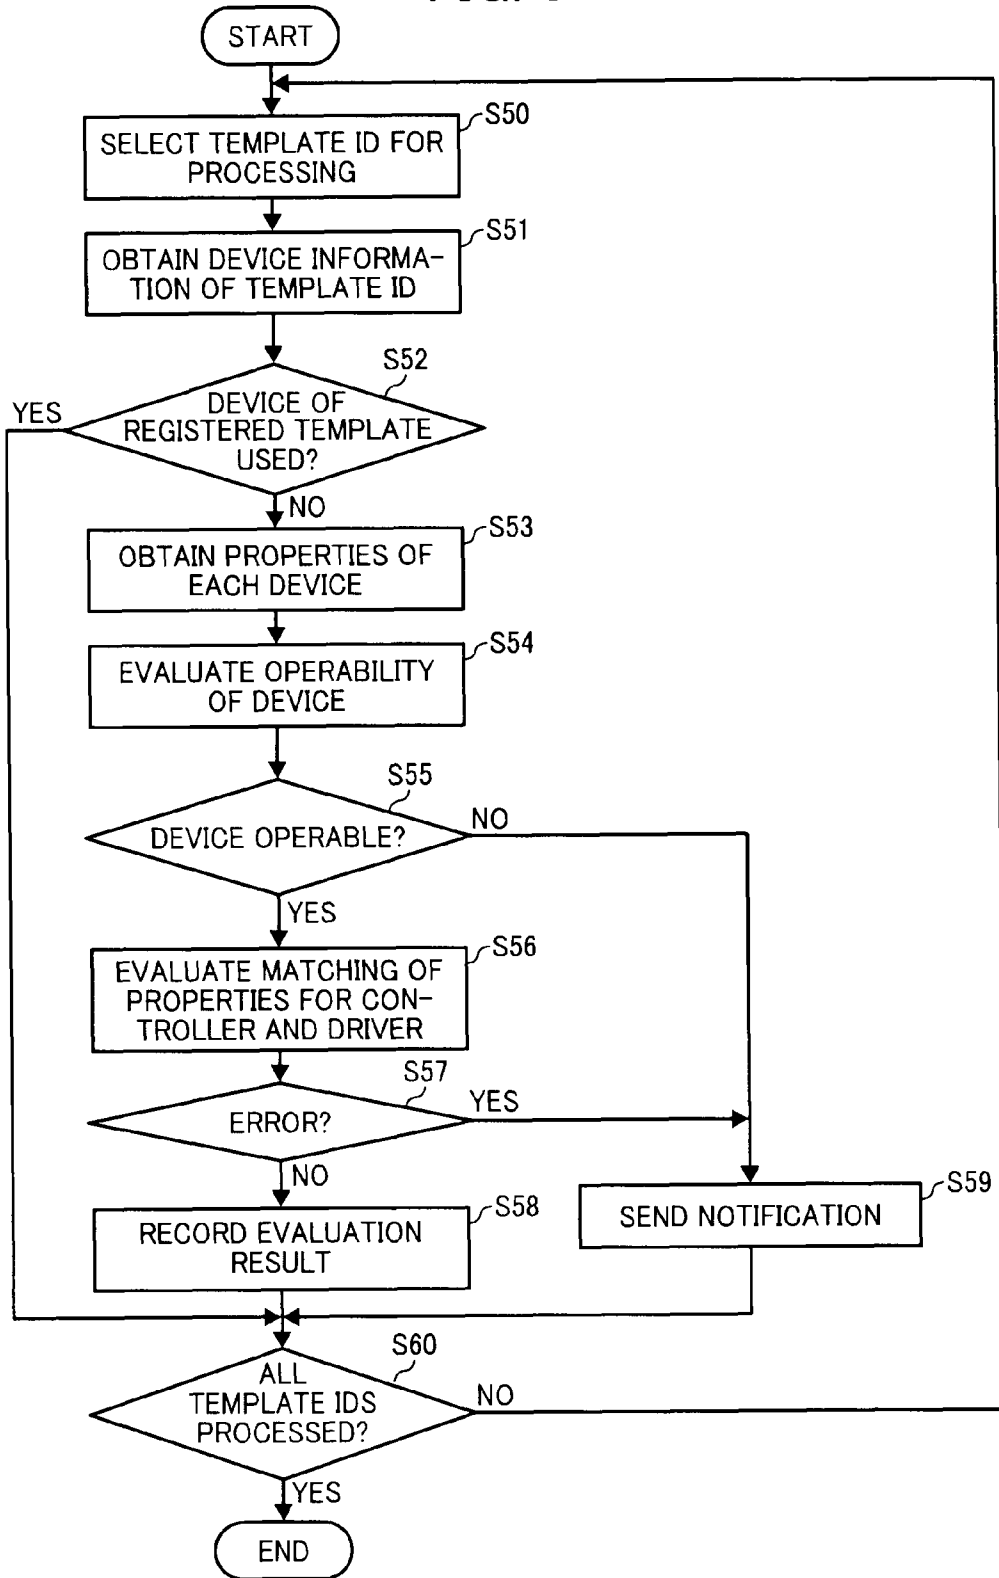 START
S50
SELECT TEMPLATE ID FOR
PROCESSING
S51
OBTAIN DEVICE INFORMA-
TION OF TEMPLATE ID
S52
YES
DEVICE OF
REGISTERED TEMPLATE
USED?
NO
S53
OBTAIN PROPERTIES OF
EACH DEVICE
S54
EVALUATE OPERABILITY
OF DEVICE
S55
NO
DEVICE OPERABLE?
YES
S56
EVALUATE MATCHING OF
PROPERTIES FOR CON-
TROLLER AND DRIVER
S57
YES
ERROR?
NO
S58
RECORD EVALUATION
RESULT
S59
SEND NOTIFICATION
S60
ALL
TEMPLATE IDS
PROCESSED?
NO
YES
END